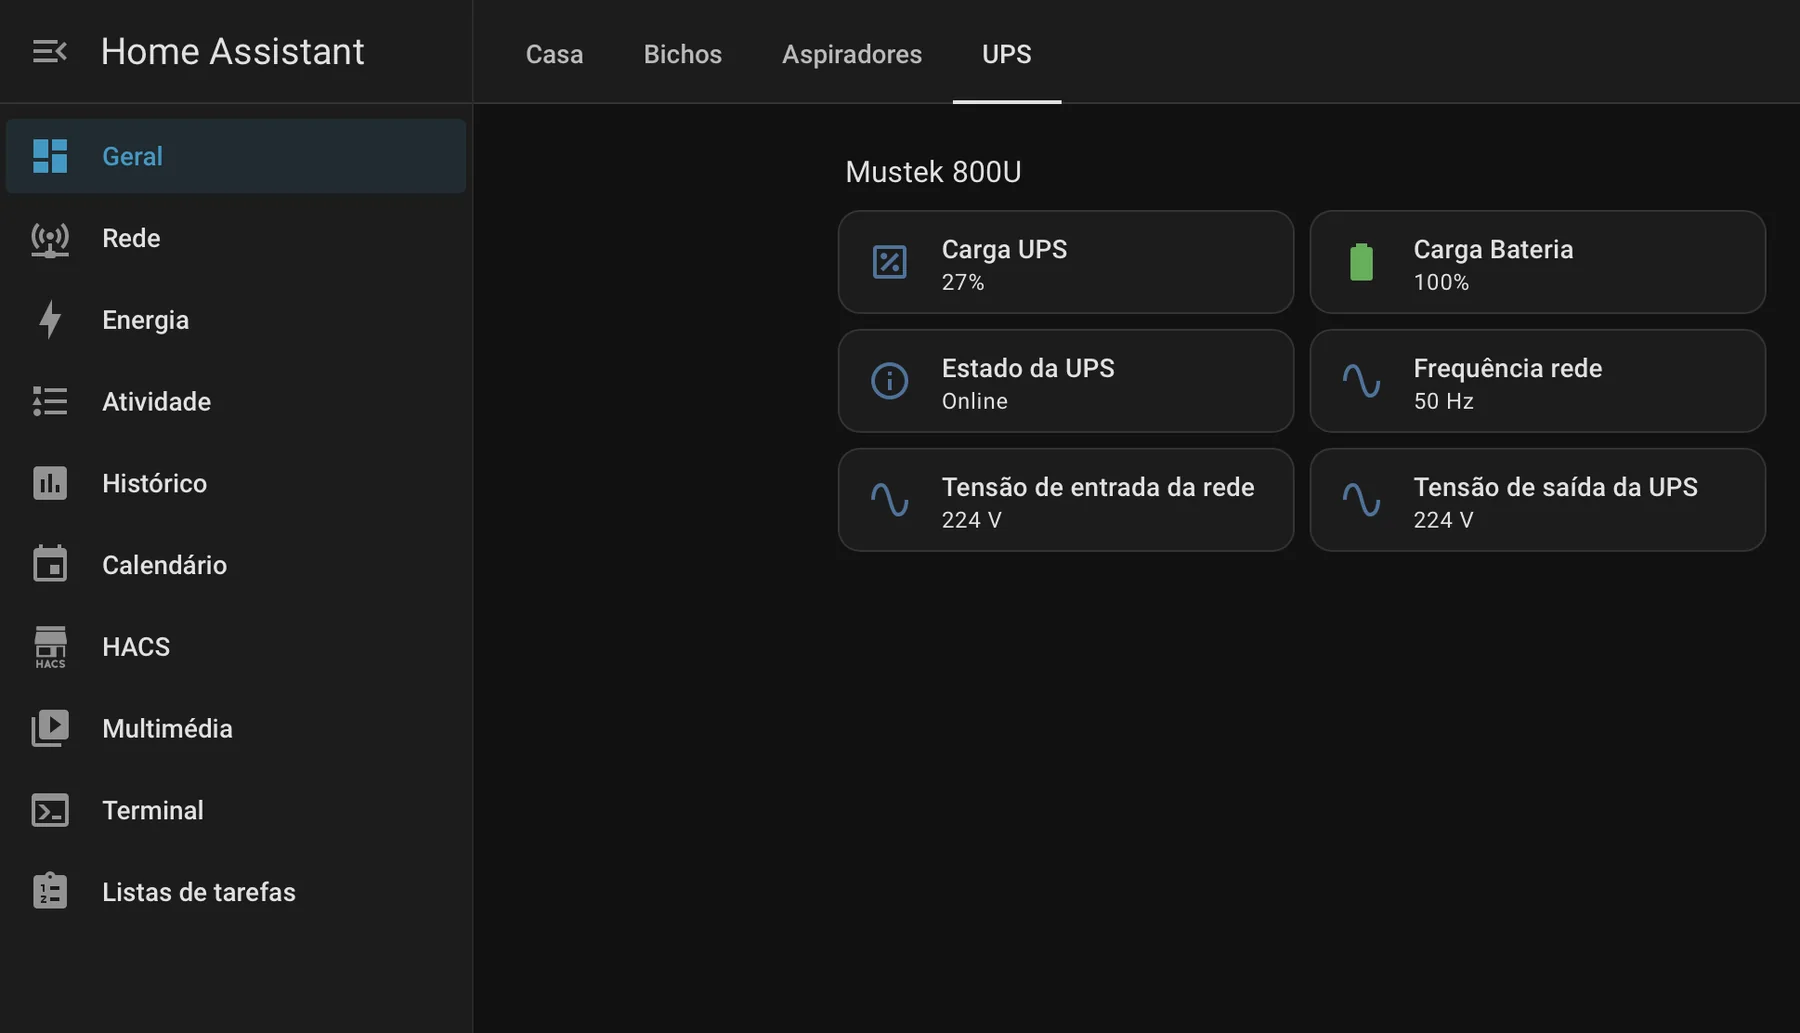 Home Assistant
Casa
Bichos
Aspiradores
UPS
Geral
Rede
Energia
Atividade
Histórico
Calendário
HACS
HACS
Multimédia
Terminal
Listas de tarefas
Mustek 800U
Carga UPS
27%
Carga Bateria
100%
Estado da UPS
Online
Frequência rede
50 Hz
Tensão de entrada da rede
224 V
Tensão de saída da UPS
224 V